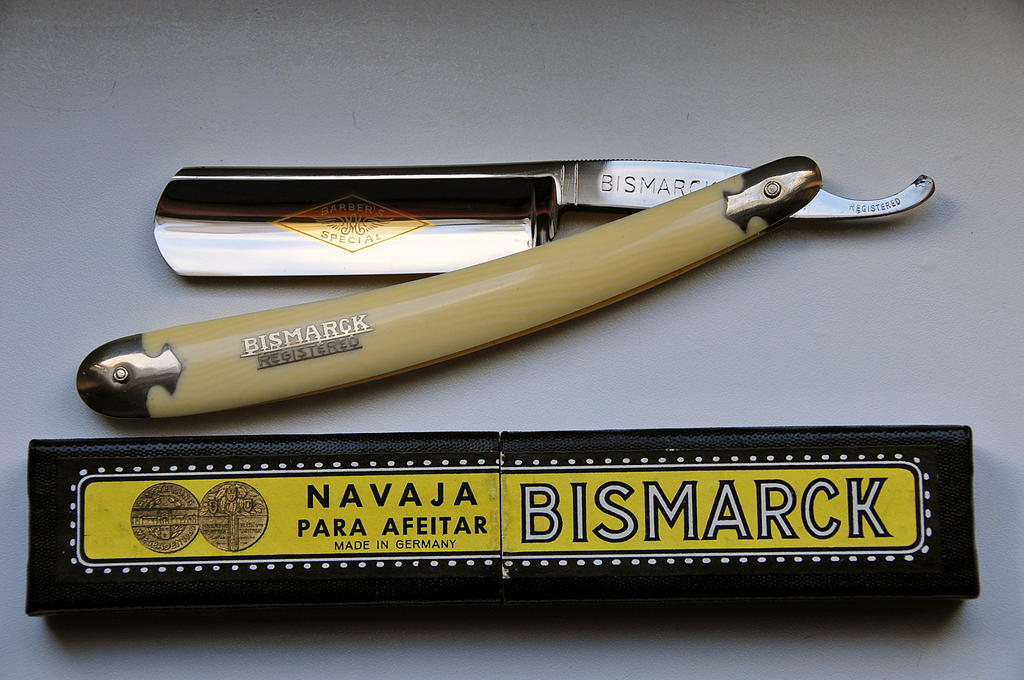 BARBER'S
SPECIAL
BISMARCK
REGISTERED
BISMARCK
REGISTERED
NAVAJA
PARA AFEITAR
MADE IN GERMANY
BISMARCK